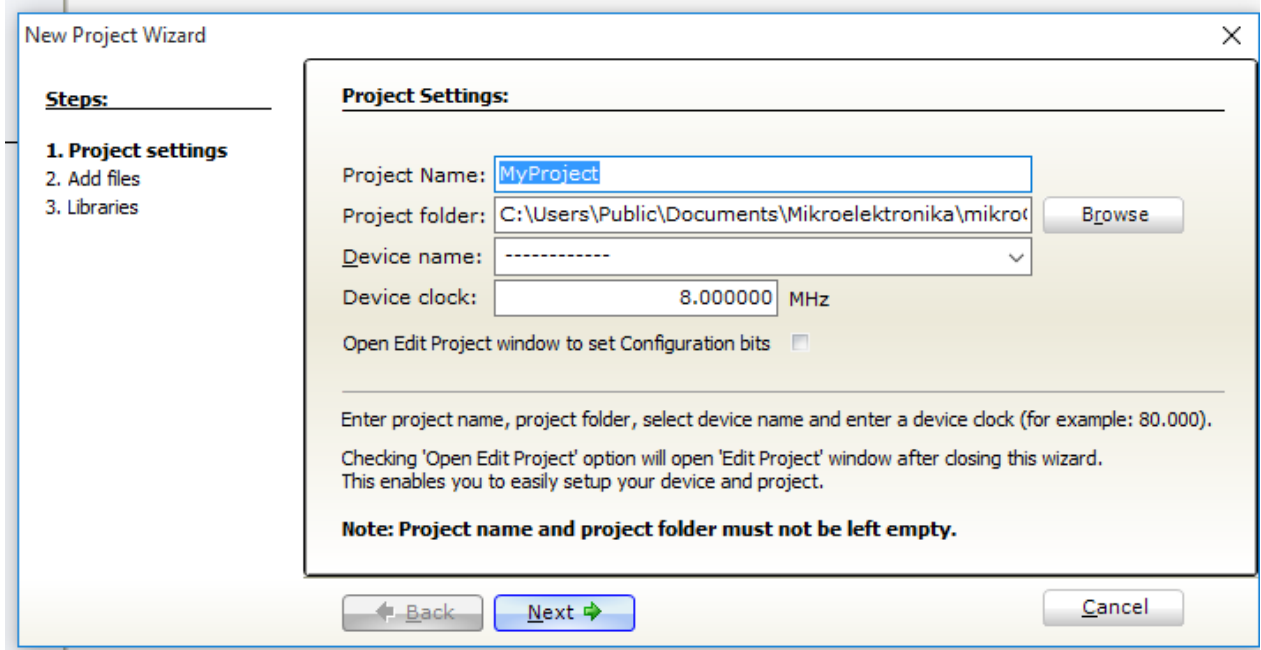 New Project Wizard
Steps:
1. Project settings
2. Add files
3. Libraries
Project Settings:
Project Name: MyProject
Project folder: C:\Users\Public\Documents\Mikroelektronika\mikro Browse
Device name: ------------
Device clock: 8.000000 MHz
Open Edit Project window to set Configuration bits
Enter project name, project folder, select device name and enter a device clock (for example: 80.000).
Checking 'Open Edit Project' option will open 'Edit Project' window after closing this wizard.
This enables you to easily setup your device and project.
Note: Project name and project folder must not be left empty.
Back Next Cancel